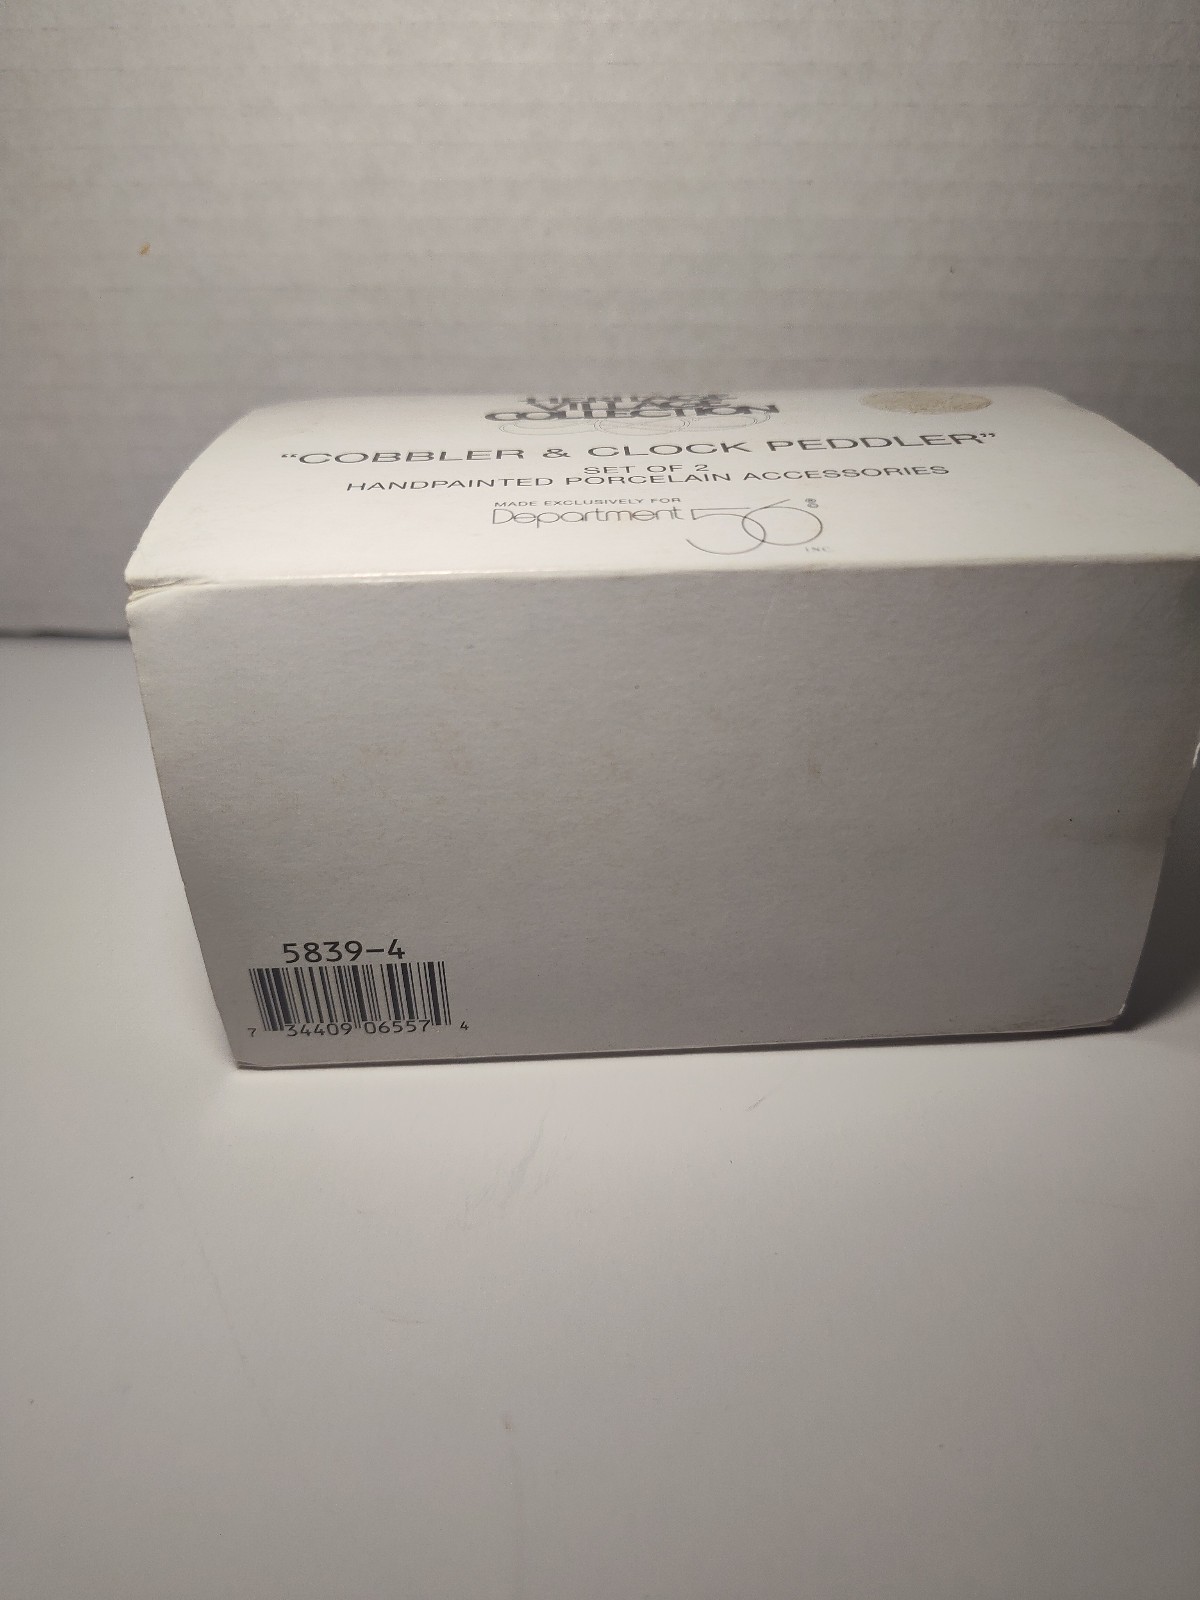 HERITAGE
VILLAGE
COLLECTION
“COBBLER & CLOCK PEDDLER”
SET OF 2
HANDPAINTED PORCELAIN ACCESSORIES
MADE EXCLUSIVELY FOR
Department 56®
INC.
5839-4
7 34409 06557 4